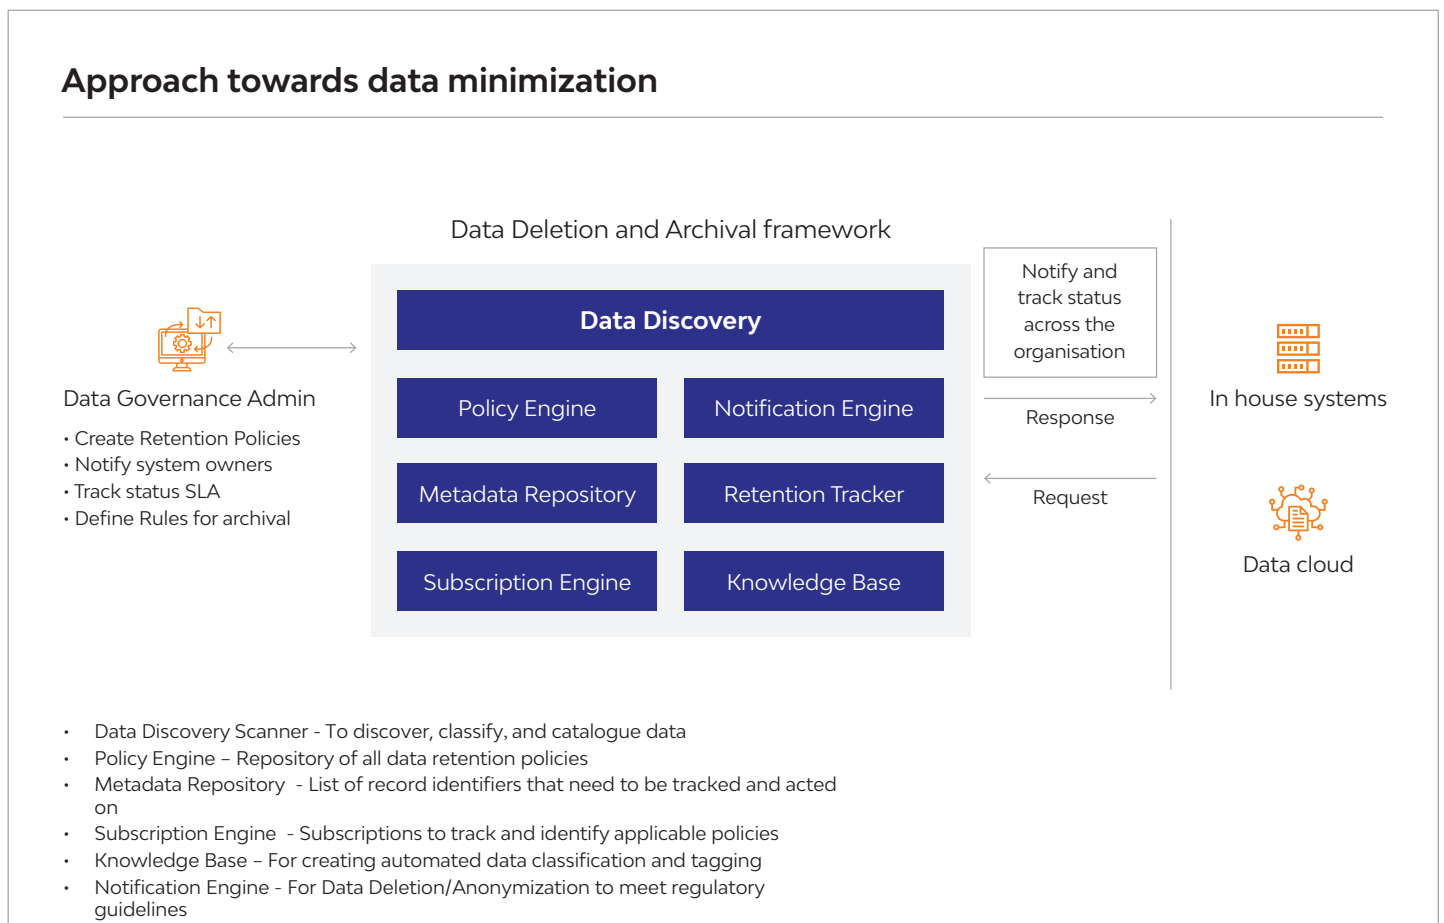 Approach towards data minimization
Data Deletion and Archival framework
Data Governance Admin
• Create Retention Policies
• Notify system owners
• Track status SLA
• Define Rules for archival
Data Discovery
Policy Engine
Notification Engine
Metadata Repository
Retention Tracker
Subscription Engine
Knowledge Base
Notify and
track status
across the
organisation
Response
Request
In house systems
Data cloud
• Data Discovery Scanner - To discover, classify, and catalogue data
• Policy Engine – Repository of all data retention policies
• Metadata Repository - List of record identifiers that need to be tracked and acted
on
• Subscription Engine - Subscriptions to track and identify applicable policies
• Knowledge Base – For creating automated data classification and tagging
• Notification Engine - For Data Deletion/Anonymization to meet regulatory
guidelines